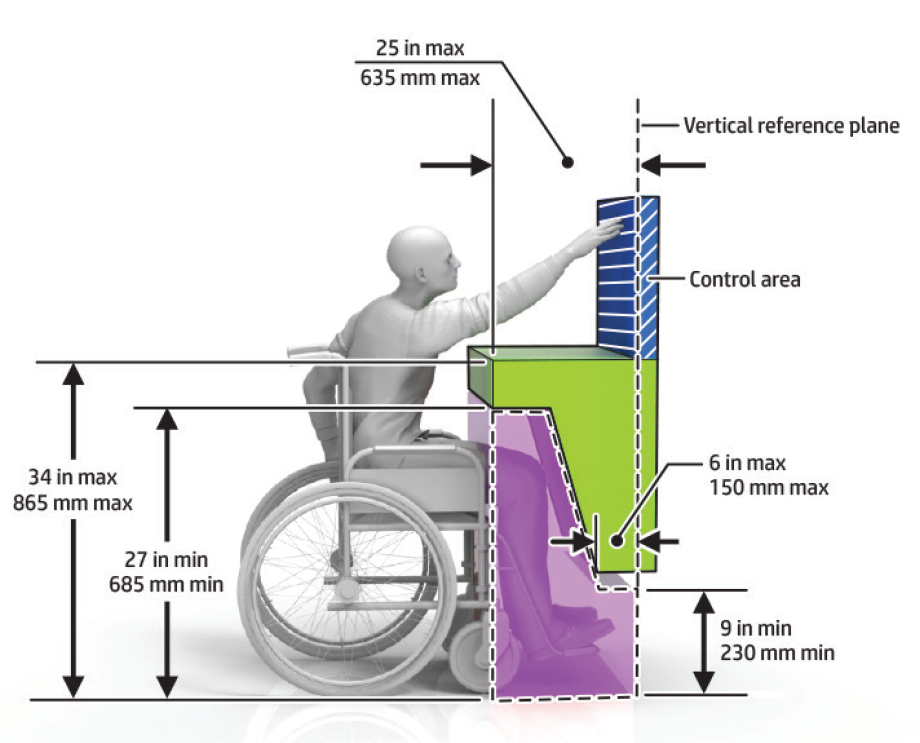 25 in max
635 mm max
Vertical reference plane
Control area
34 in max
865 mm max
6 in max
150 mm max
27 in min
685 mm min
9 in min
230 mm min